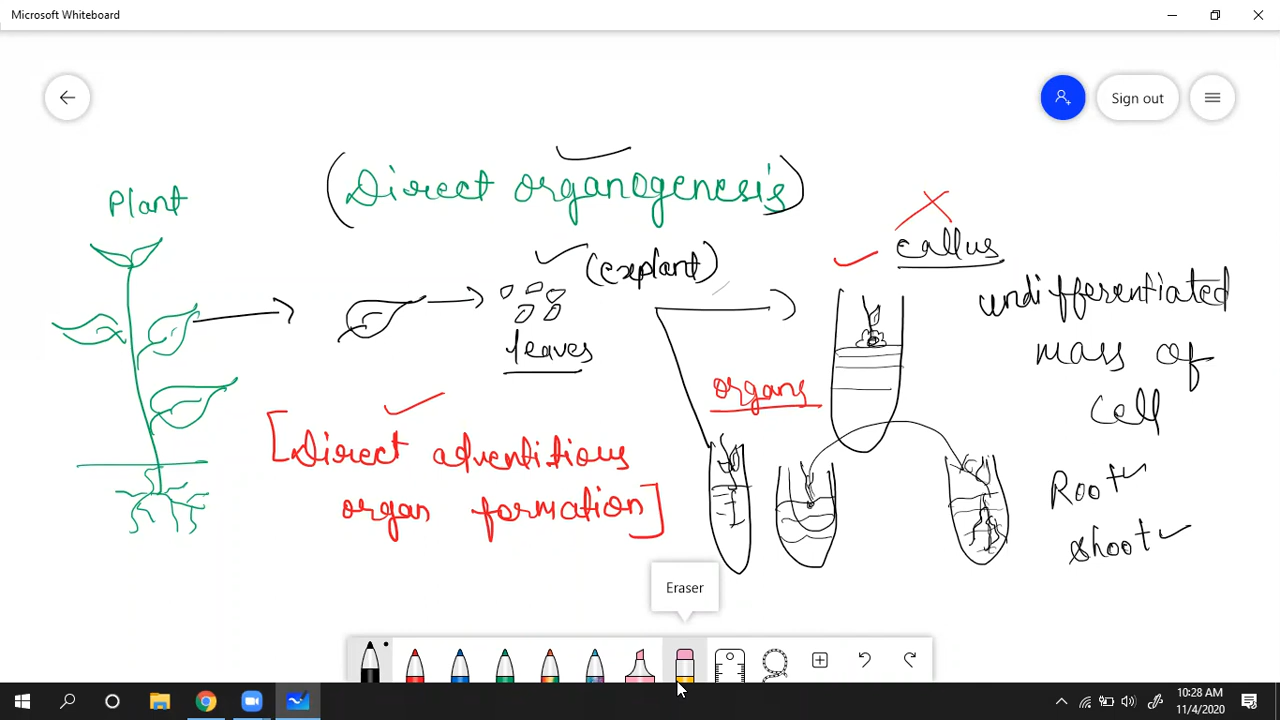 Microsoft Whiteboard
Sign out
(Direct organogenesis)
Plant
(explant)
callus
leaves
undifferentiated
mass of
cell
organs
[Direct adventitious
organ formation]
Root
shoot
Eraser
10:28 AM
11/4/2020